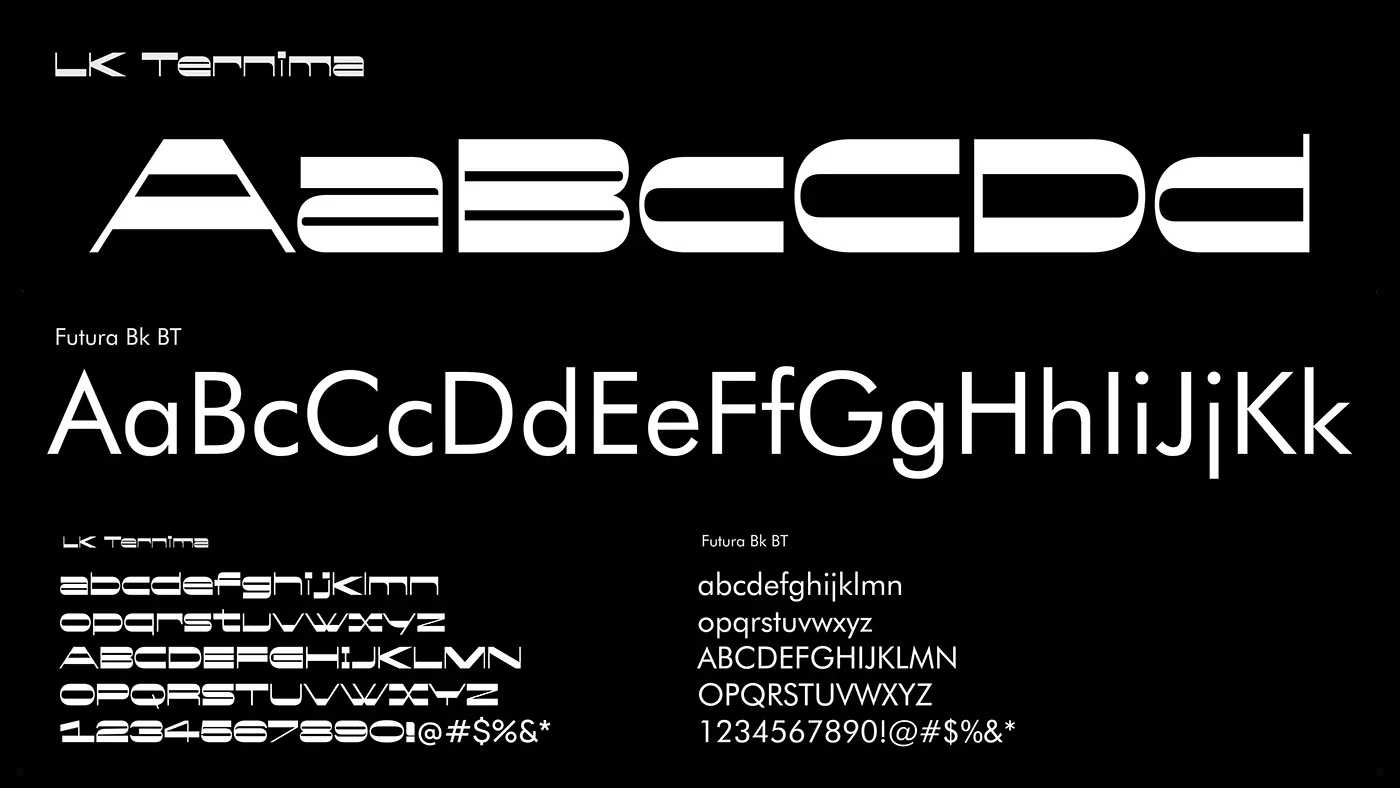 LK Ternima
AaBcCDd
Futura Bk BT
AaBcCcDdEeFfGgHhIiJjKk
LK Ternima
abcdefghijklmn
opqrstuvwxyz
ABCDEFGHIJKLMN
OPQRSTUVWXYZ
1234567890!@#$%&*
Futura Bk BT
abcdefghijklmn
opqrstuvwxyz
ABCDEFGHIJKLMN
OPQRSTUVWXYZ
1234567890!@#$%&*